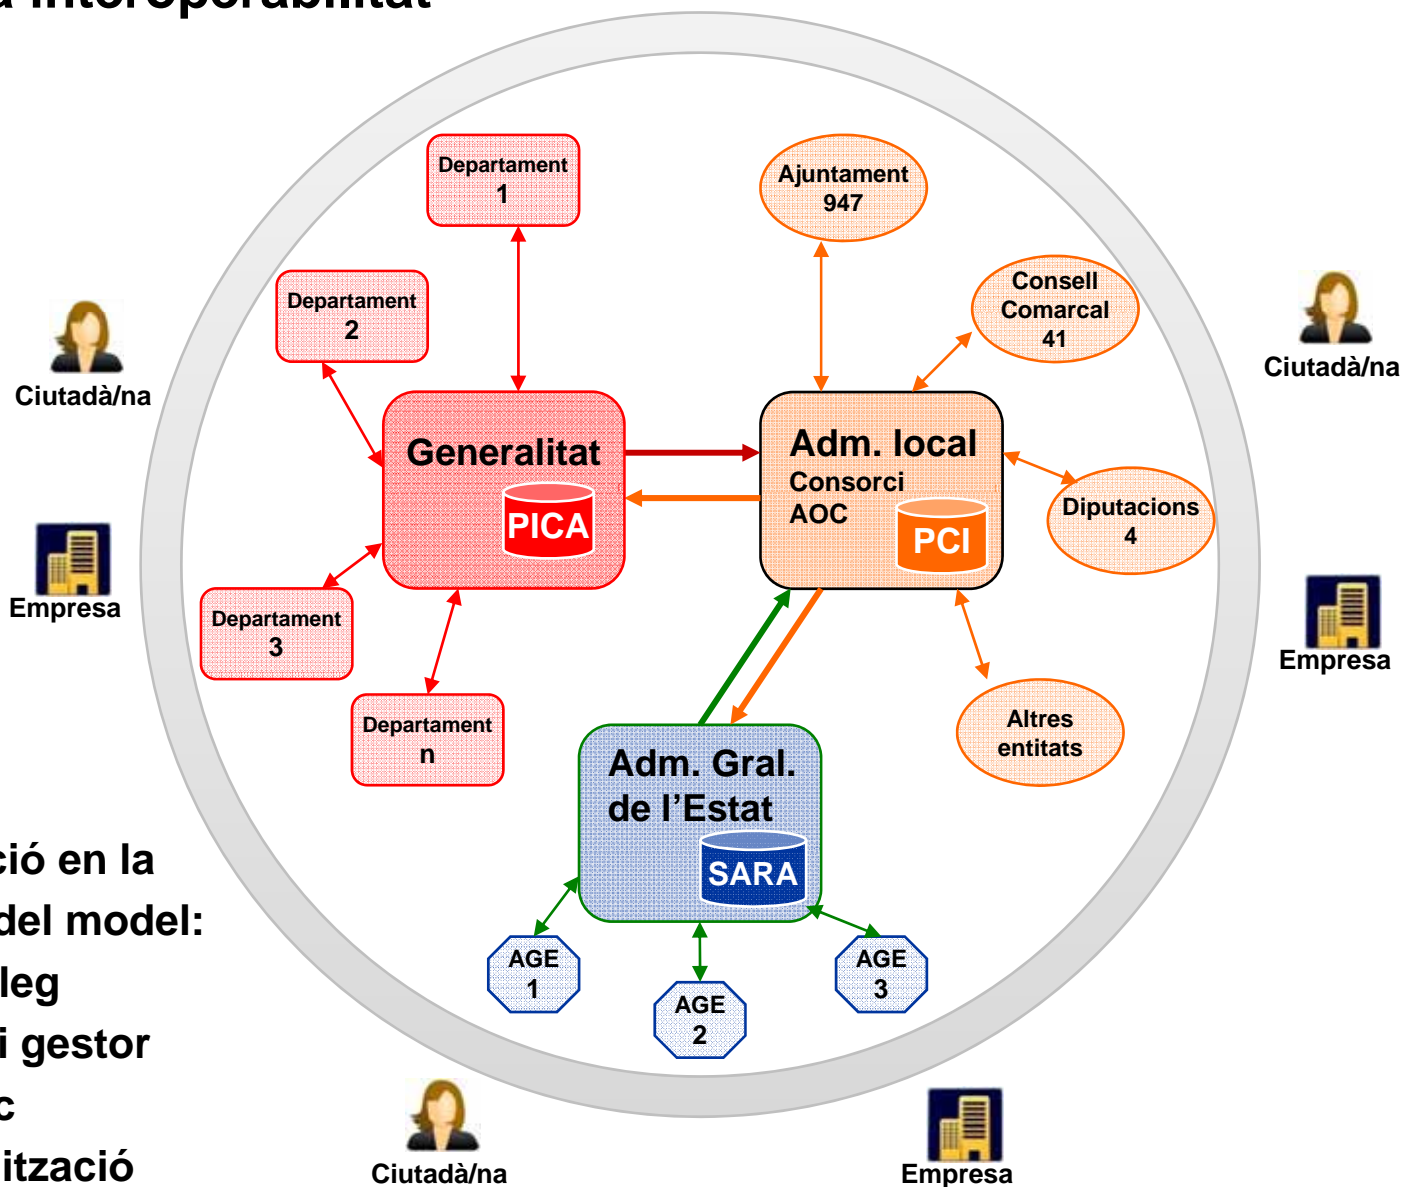 interoperabilitat
Departament
1
Ajuntament
947
Departament
2
Consell
Comarcal
41
Ciutadà/na
Ciutadà/na
Generalitat
PICA
Adm. local
Consorci
AOC
PCI
Diputacions
4
Empresa
Departament
3
Empresa
Departament
n
Altres
entitats
Adm. Gral.
de l’Estat
SARA
ció en la
del model:
leg
i gestor
c
ització
AGE
1
AGE
2
AGE
3
Ciutadà/na
Empresa